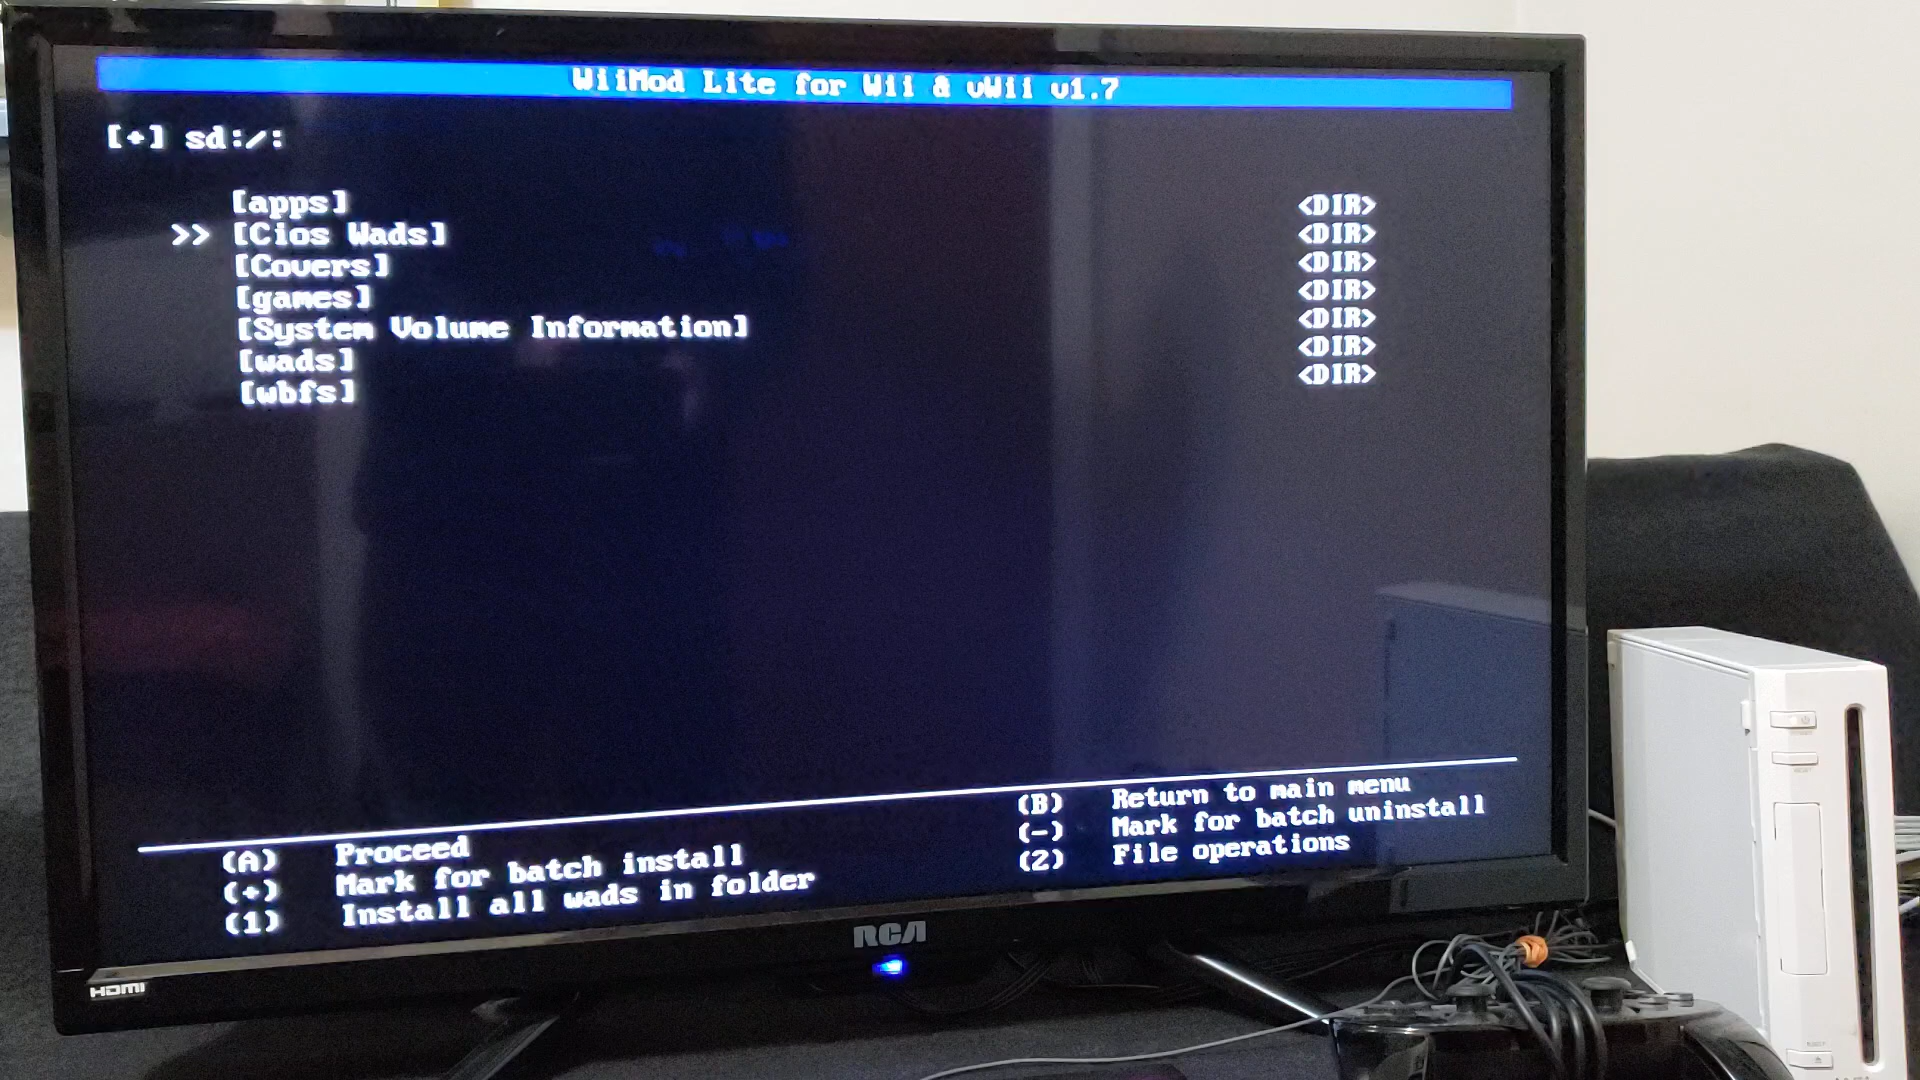 WiiMod Lite for Wii & vWii v1.7
[+] sd:/:
[apps] <DIR>
>> [Cios Wads] <DIR>
[Covers] <DIR>
[games] <DIR>
[System Volume Information] <DIR>
[wads] <DIR>
[wbfs] <DIR>
(A) Proceed
(+) Mark for batch install
(1) Install all wads in folder
(B) Return to main menu
(-) Mark for batch uninstall
(2) File operations
RCA
HDMI